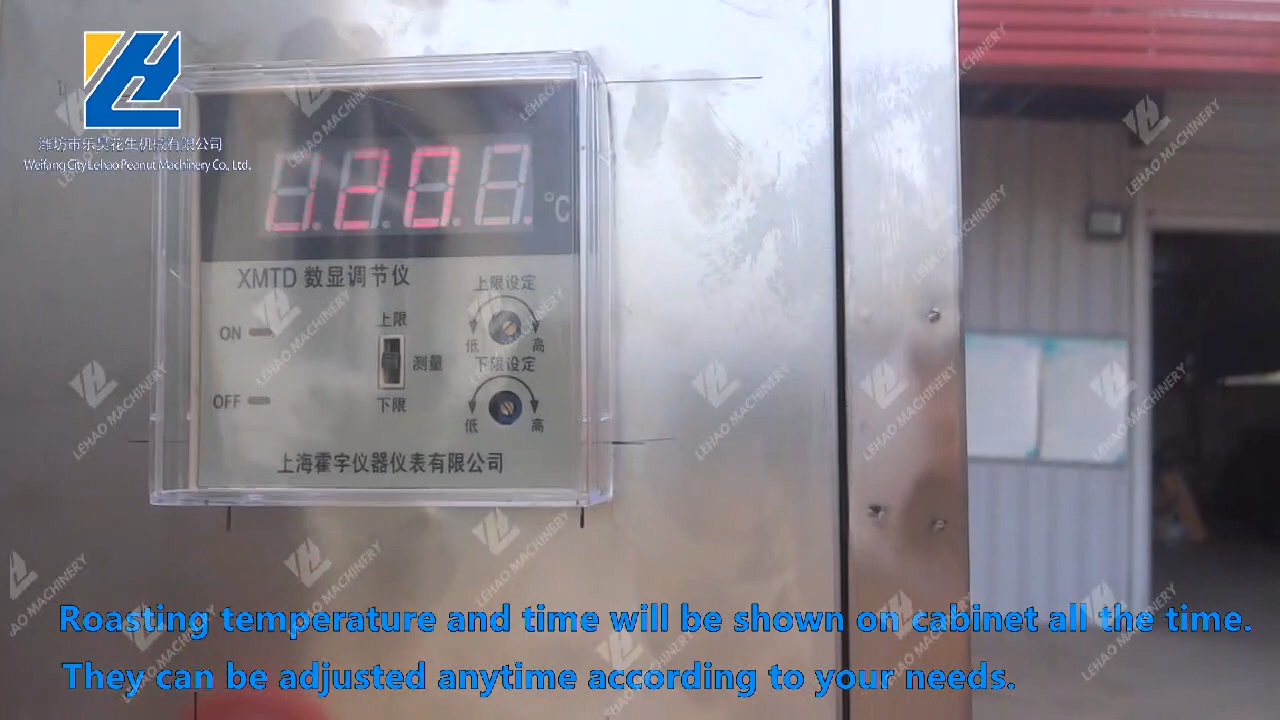 潍坊市乐昊花生机械有限公司
Weifang City Lehao Peanut Machinery Co., Ltd.
°C
XMTD 数显调节仪
上限设定
ON
上限
低 高
测量
下限设定
OFF
下限
低 高
上海霍宇仪器仪表有限公司
LEHAO MACHINERY
Roasting temperature and time will be shown on cabinet all the time.
They can be adjusted anytime according to your needs.